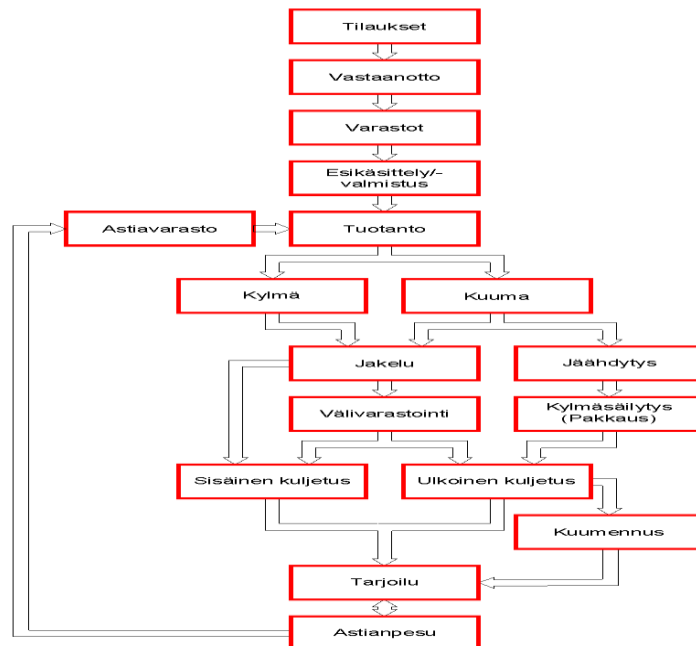 Tilaukset
Vastaanotto
Varastot
Esikäsittely/-
valmistus
Astiavarasto
Tuotanto
Kylmä
Kuuma
Jakelu
Jäähdytys
Välivarastointi
Kylmäsäilytys
(Pakkaus)
Sisäinen kuljetus
Ulkoinen kuljetus
Kuumennus
Tarjoilu
Astianpesu